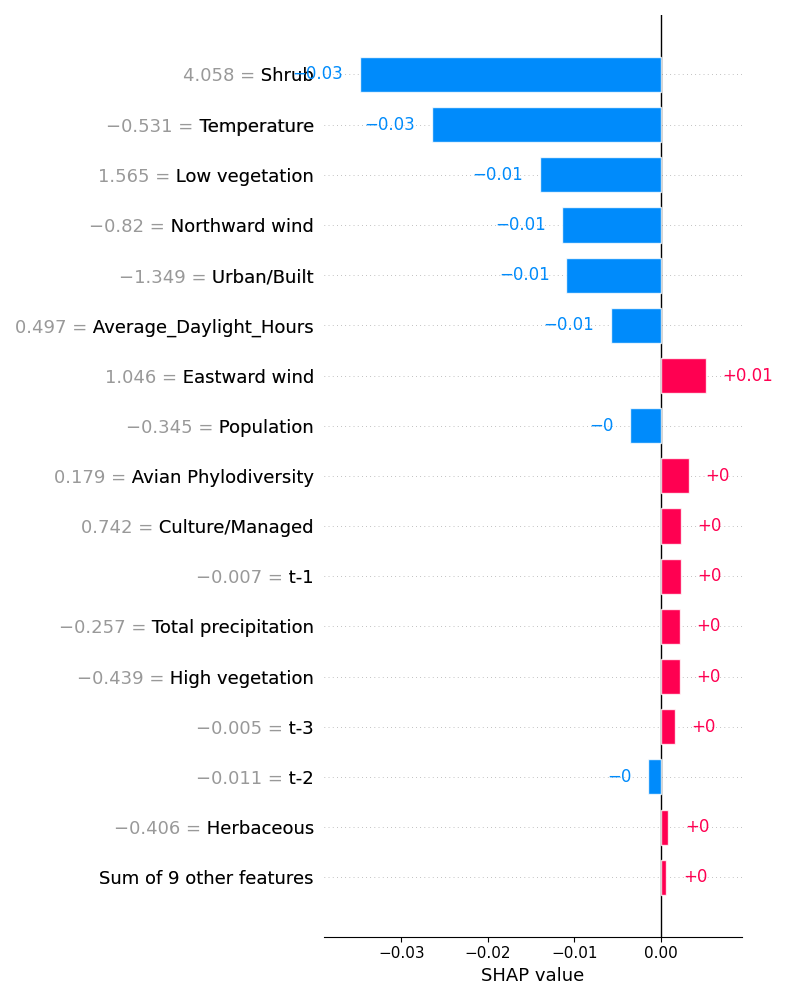 4.058 = Shrub −0.03
−0.531 = Temperature −0.03
1.565 = Low vegetation −0.01
−0.82 = Northward wind −0.01
−1.349 = Urban/Built −0.01
0.497 = Average_Daylight_Hours −0.01
1.046 = Eastward wind +0.01
−0.345 = Population −0
0.179 = Avian Phylodiversity +0
0.742 = Culture/Managed +0
−0.007 = t-1 +0
−0.257 = Total precipitation +0
−0.439 = High vegetation +0
−0.005 = t-3 +0
−0.011 = t-2 −0
−0.406 = Herbaceous +0
Sum of 9 other features +0
−0.03 −0.02 −0.01 0.00
SHAP value